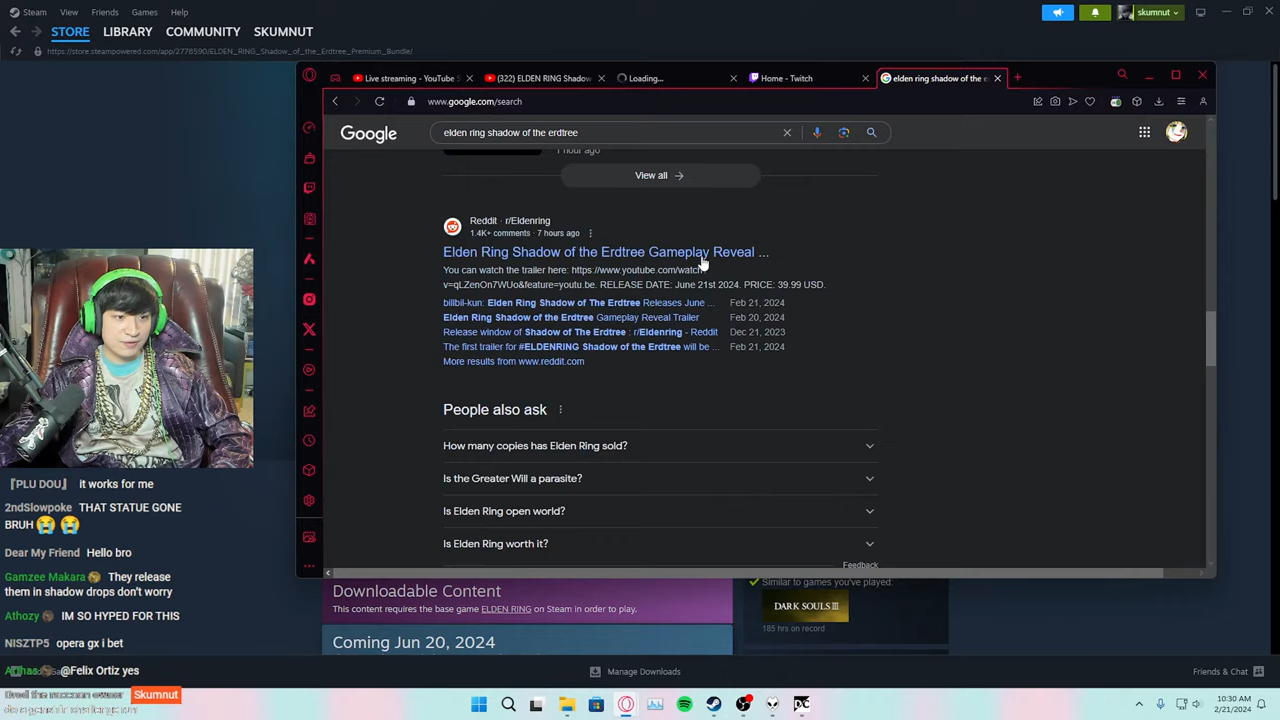 Steam View Friends Games Help
skumnut
STORE LIBRARY COMMUNITY SKUMNUT
https://store.steampowered.com/app/2778590/ELDEN_RING_Shadow_of_the_Erdtree_Premium_Bundle/
Live streaming - YouTube S
(322) ELDEN RING Shadow
Loading...
Home - Twitch
elden ring shadow of the e
www.google.com/search
Google
elden ring shadow of the erdtree
1 hour ago
View all
Reddit · r/Eldenring
1.4K+ comments · 7 hours ago
Elden Ring Shadow of the Erdtree Gameplay Reveal ...
You can watch the trailer here: https://www.youtube.com/watch
v=qLZenOn7WUo&feature=youtu.be. RELEASE DATE: June 21st 2024. PRICE: 39.99 USD.
billbil-kun: Elden Ring Shadow of The Erdtree Releases June ... Feb 21, 2024
Elden Ring Shadow of the Erdtree Gameplay Reveal Trailer Feb 20, 2024
Release window of Shadow of The Erdtree : r/Eldenring - Reddit Dec 21, 2023
The first trailer for #ELDENRING Shadow of the Erdtree will be ... Feb 21, 2024
More results from www.reddit.com
People also ask
How many copies has Elden Ring sold?
Is the Greater Will a parasite?
Is Elden Ring open world?
Is Elden Ring worth it?
Feedback
『PLU DOU』 it works for me
2ndSlowpoke THAT STATUE GONE
BRUH
Dear My Friend Hello bro
Gamzee Makara They release
them in shadow drops don't worry
Athozy IM SO HYPED FOR THIS
NISZTP5 opera gx i bet
@Felix Ortiz yes
Skumnut
Downloadable Content
This content requires the base game ELDEN RING on Steam in order to play.
Coming Jun 20, 2024
Similar to games you've played:
DARK SOULS III
185 hrs on record
Manage Downloads
Friends & Chat
10:30 AM
2/21/2024